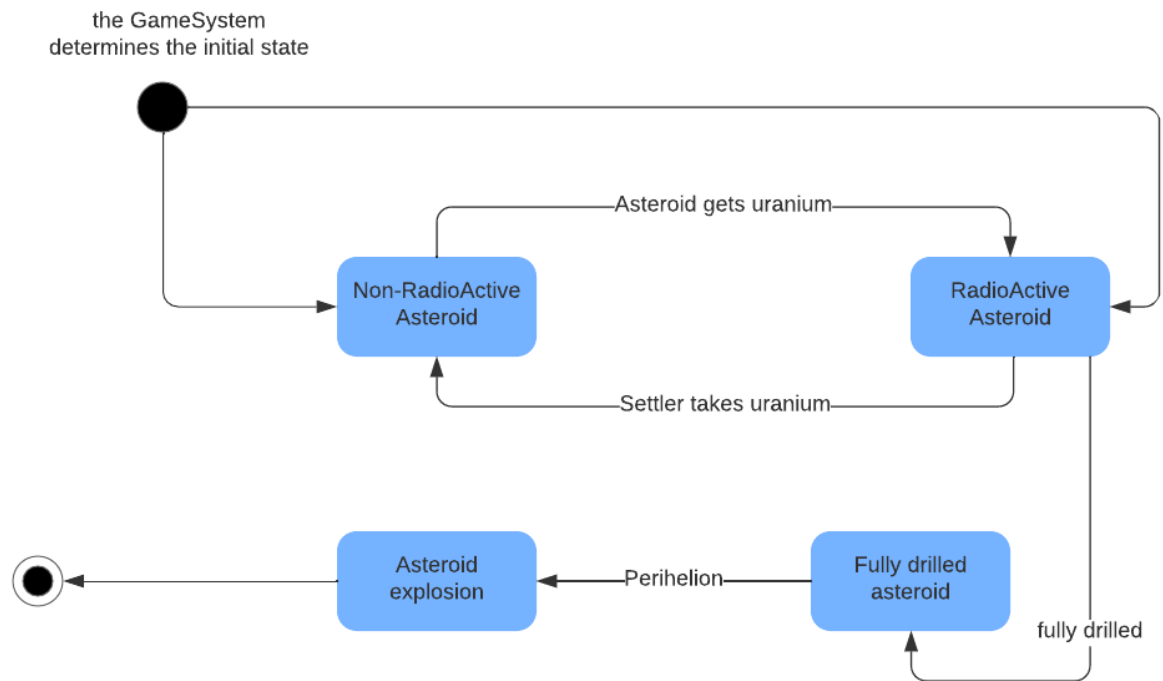 the GameSystem
determines the initial state
Asteroid gets uranium
Non-RadioActive
Asteroid
RadioActive
Asteroid
Settler takes uranium
Asteroid
explosion
Perihelion
Fully drilled
asteroid
fully drilled